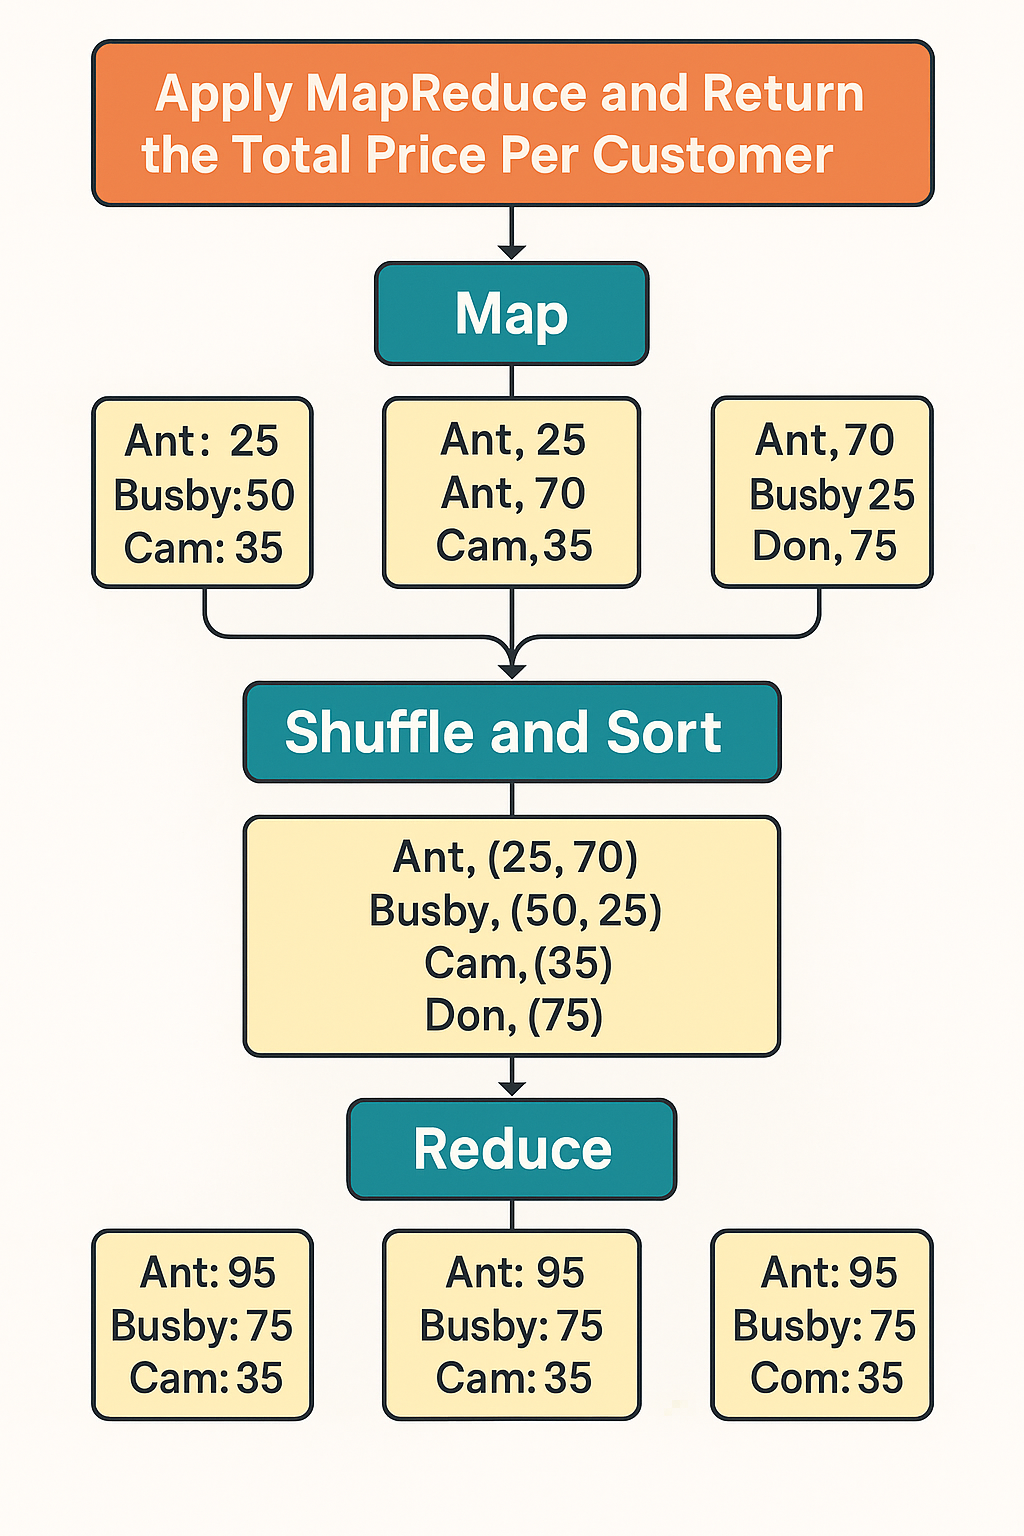 Apply MapReduce and Return
the Total Price Per Customer
Map
Ant: 25
Busby:50
Cam: 35
Ant, 25
Ant, 70
Cam,35
Ant,70
Busby 25
Don, 75
Shuffle and Sort
Ant, (25, 70)
Busby, (50, 25)
Cam, (35)
Don, (75)
Reduce
Ant: 95
Busby: 75
Cam: 35
Ant: 95
Busby: 75
Cam: 35
Ant: 95
Busby: 75
Com: 35